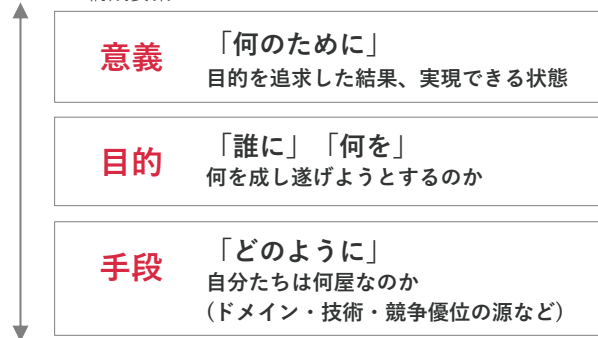 意義
「何のために」
目的を追求した結果、実現できる状態
目的
「誰に」「何を」
何を成し遂げようとするのか
手段
「どのように」
自分たちは何屋なのか
(ドメイン・技術・競争優位の源など)